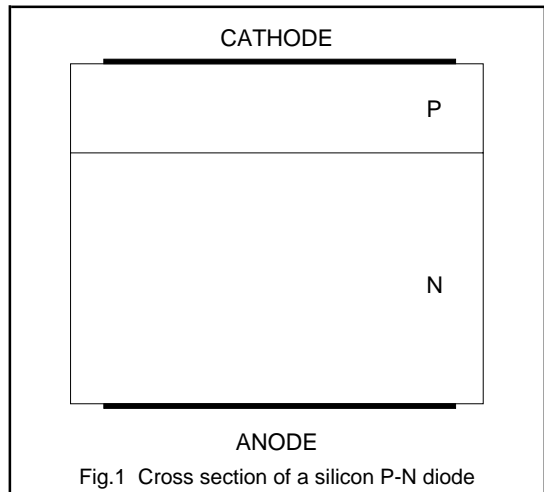 CATHODE
P
N
ANODE
Fig.1 Cross section of a silicon P-N diode